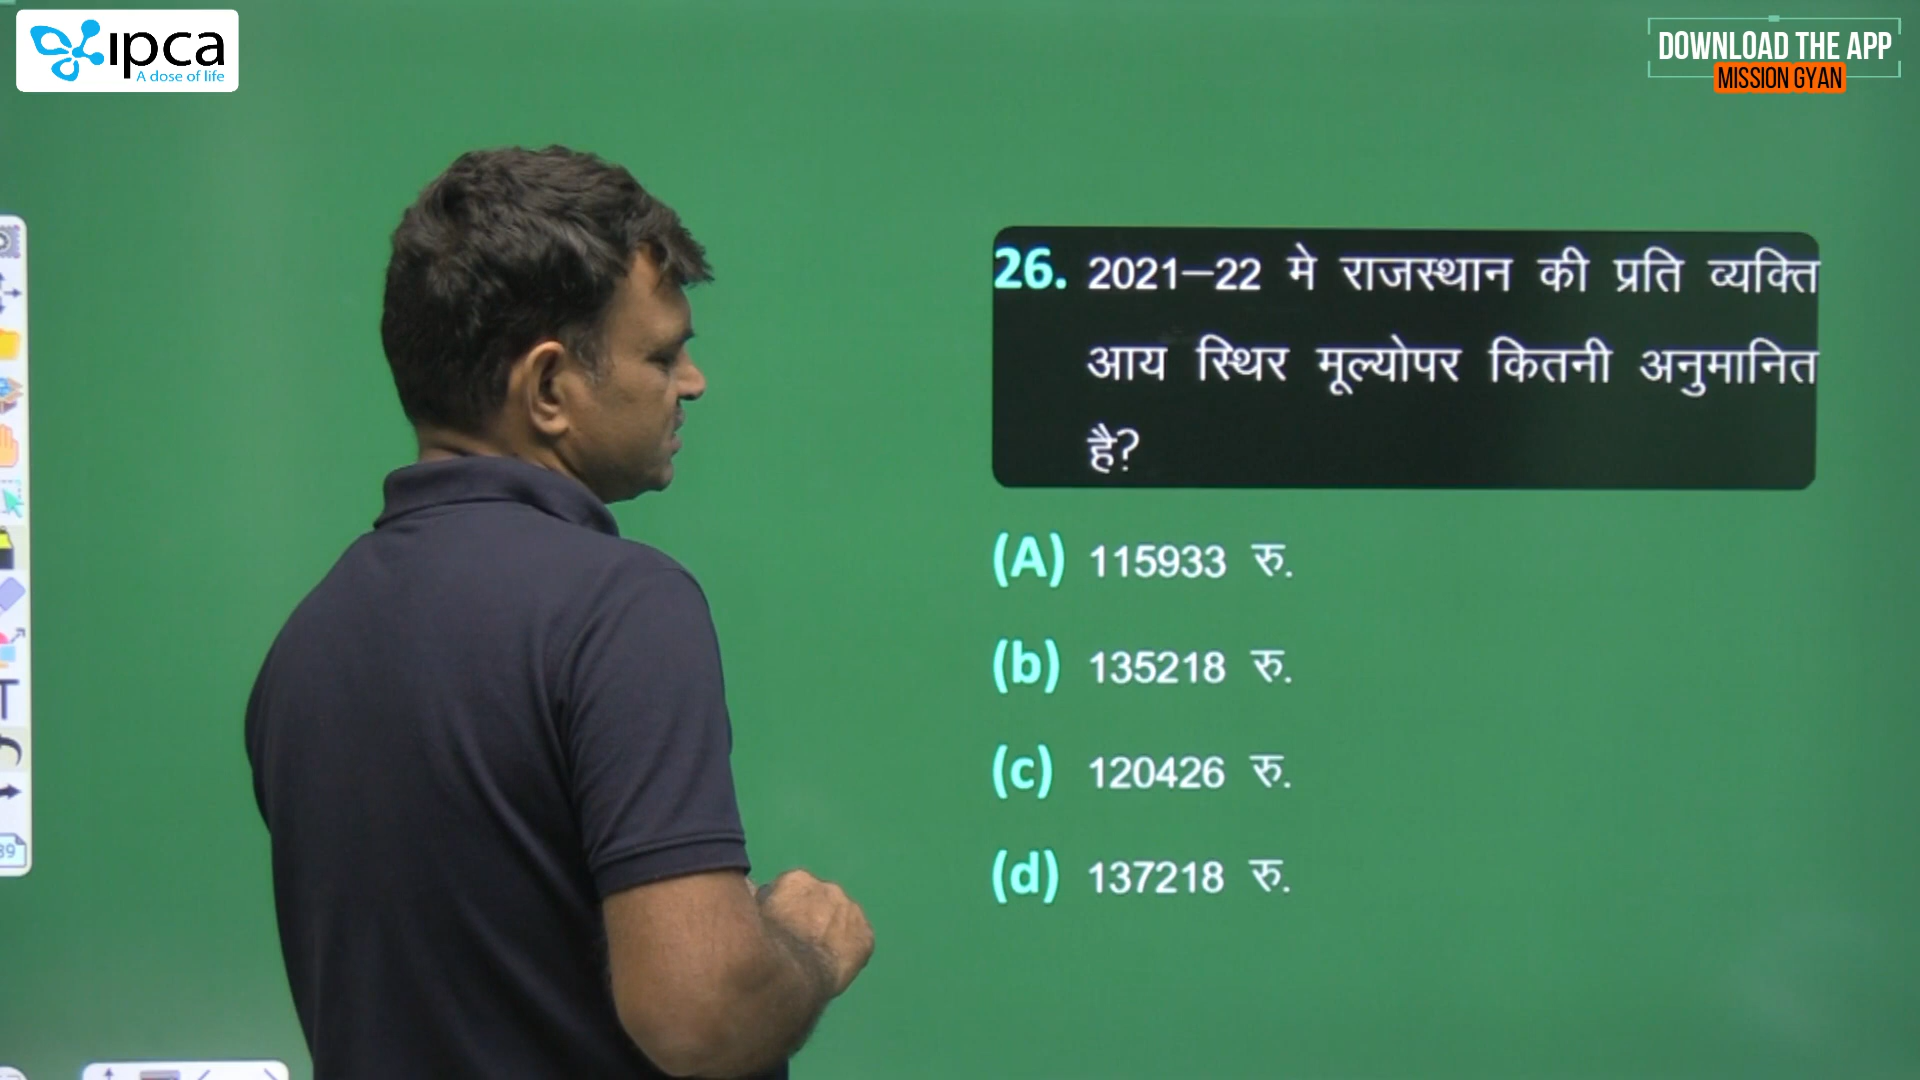 ipca
A dose of life
DOWNLOAD THE APP
MISSION GYAN
26. 2021–22 मे राजस्थान की प्रति व्यक्ति
आय स्थिर मूल्योपर कितनी अनुमानित
है?
(A) 115933 रु.
(b) 135218 रु.
(c) 120426 रु.
(d) 137218 रु.
T
39